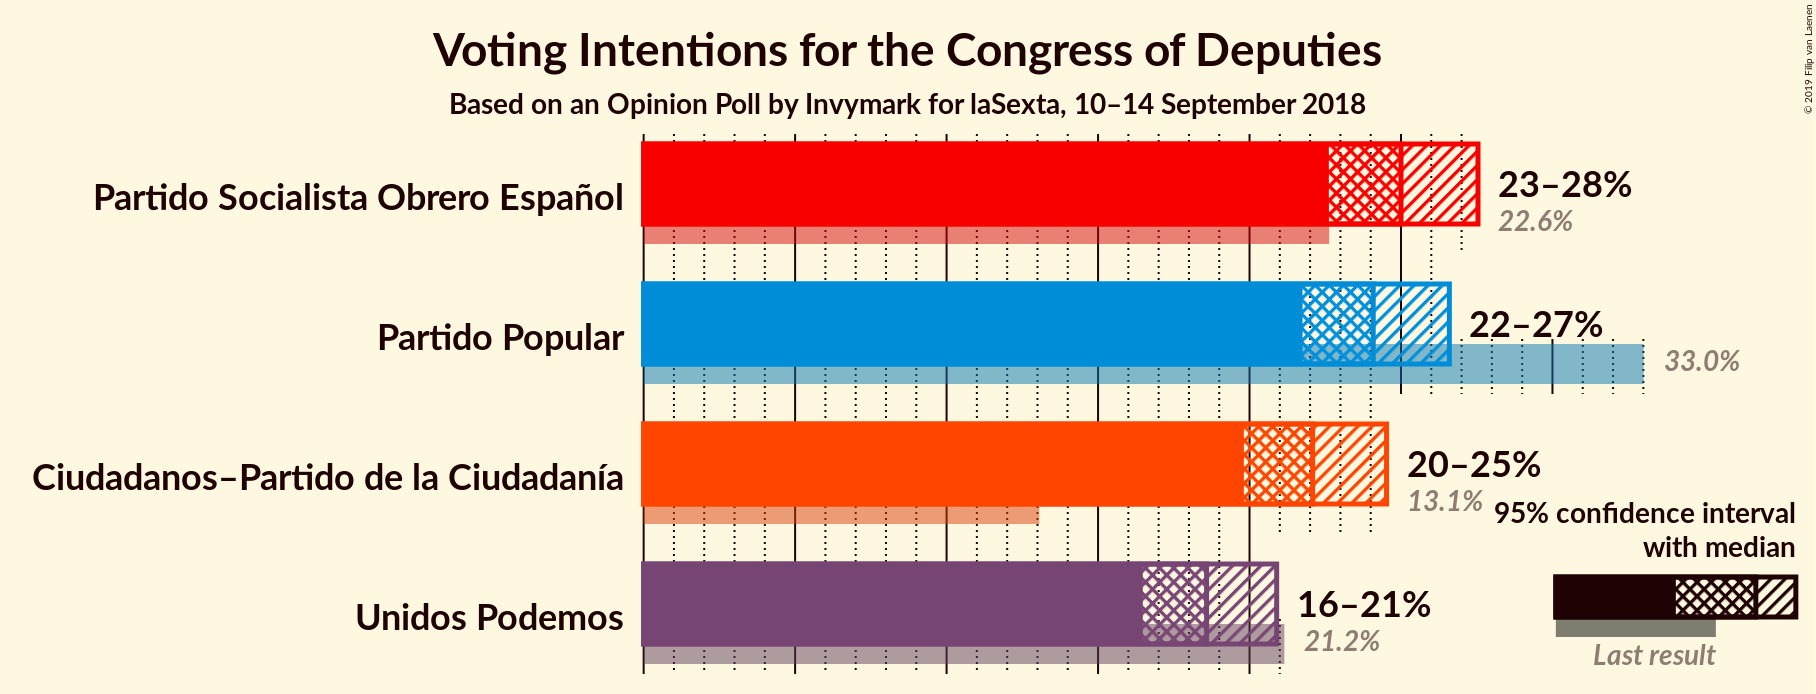 Voting Intentions for the Congress of Deputies
Based on an Opinion Poll by Invymark for laSexta, 10–14 September 2018
© 2019 Filip van Laenen
Partido Socialista Obrero Español
23–28%
22.6%
Partido Popular
22–27%
33.0%
Ciudadanos–Partido de la Ciudadanía
20–25%
13.1%
95% confidence interval
with median
Unidos Podemos
16–21%
21.2%
Last result